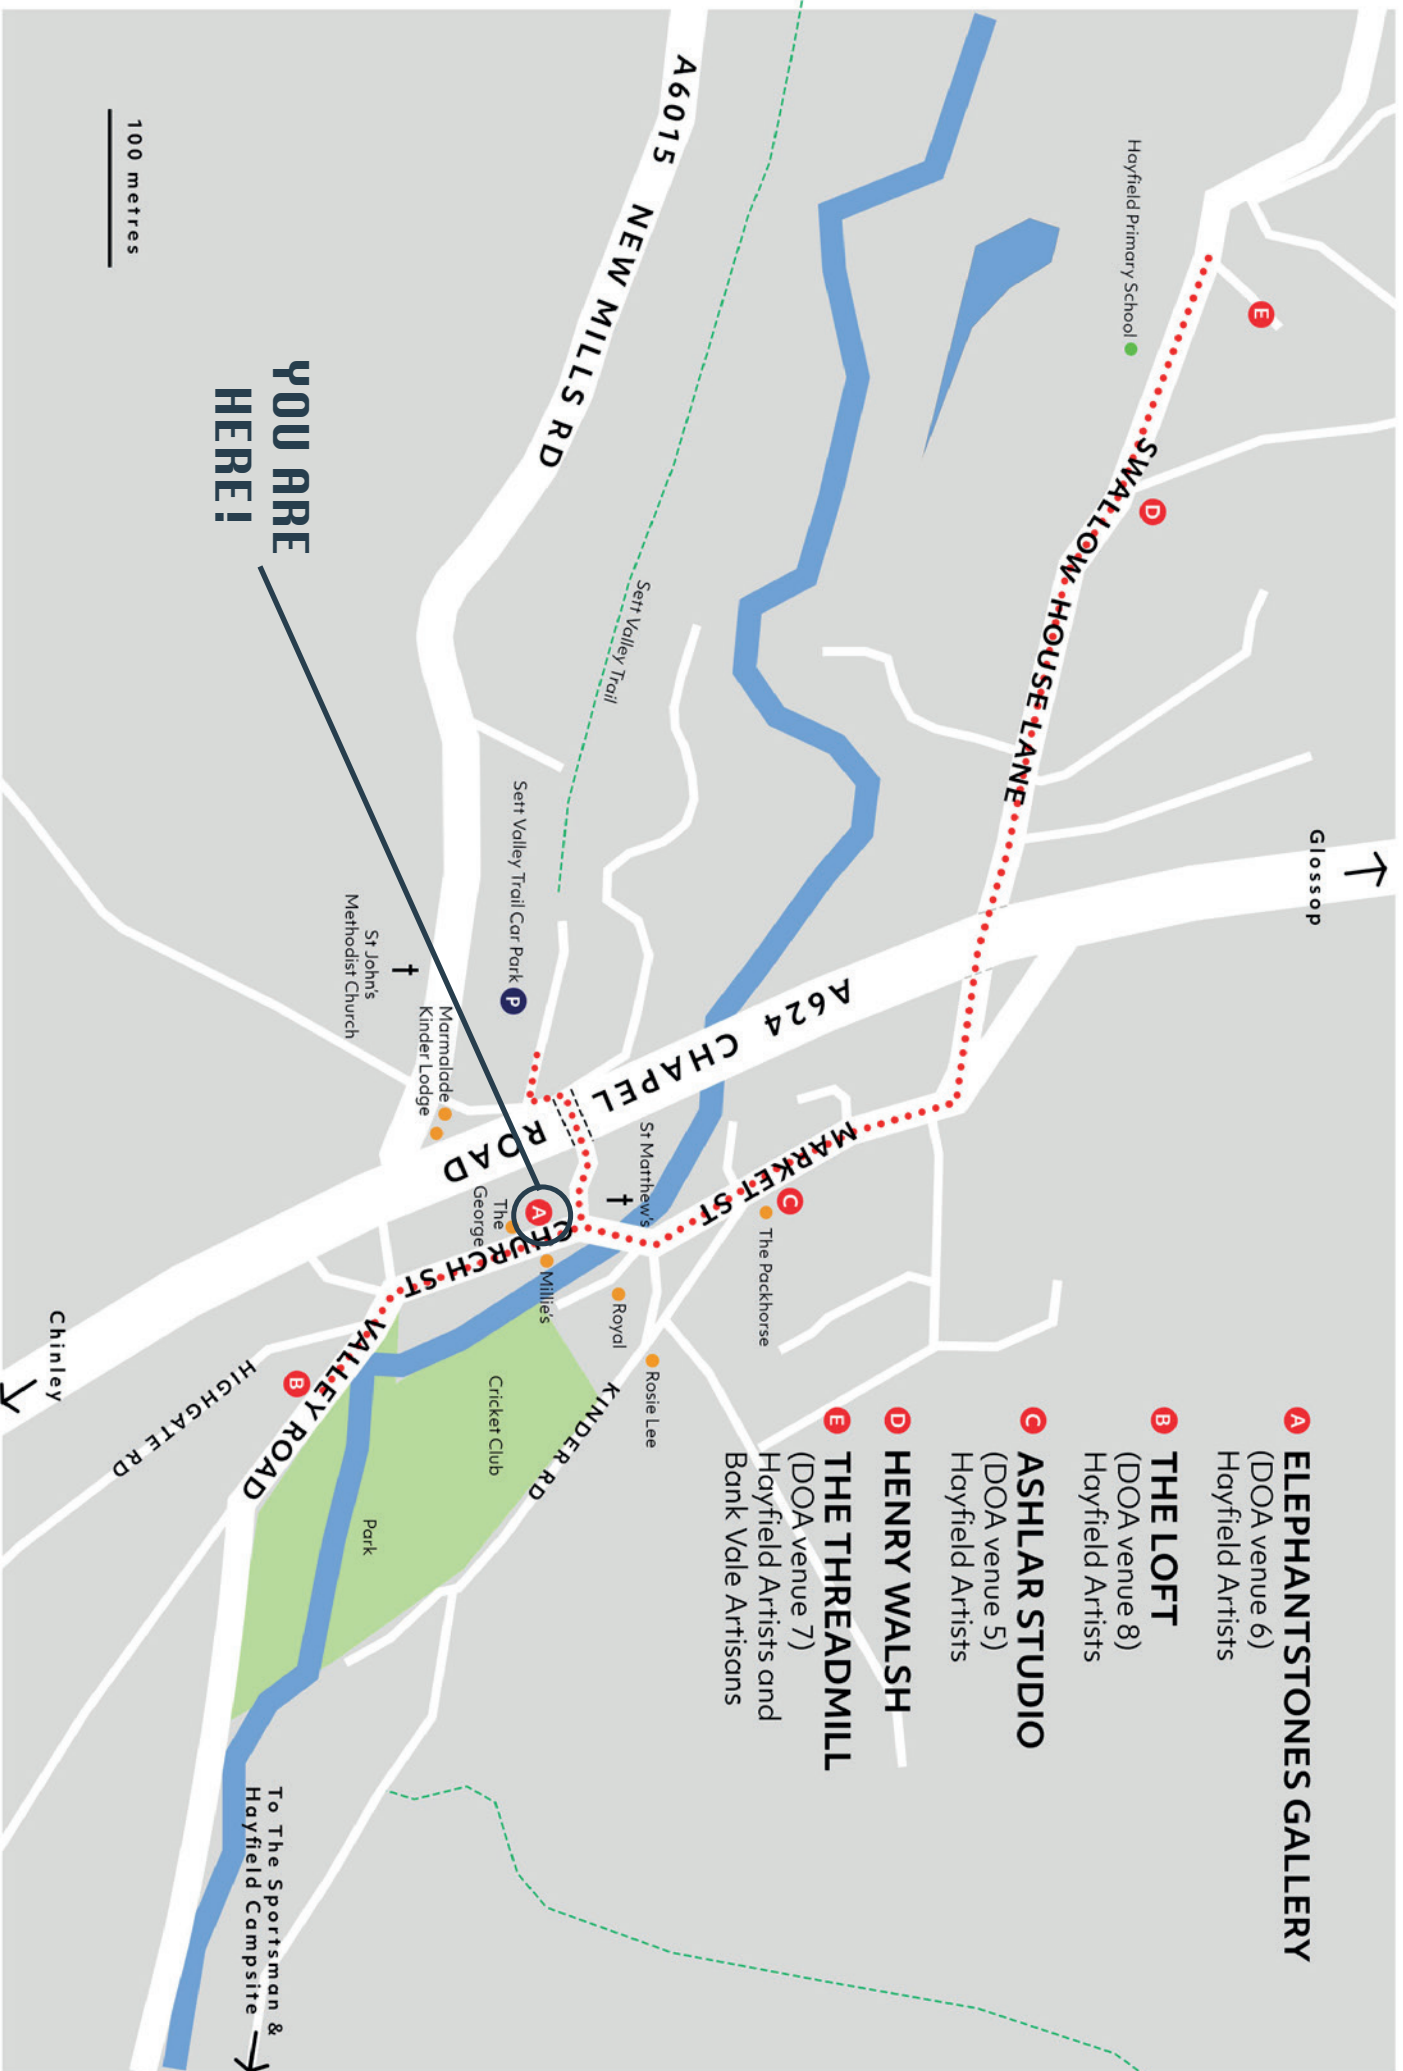 Glossop
A ELEPHANTSTONES GALLERY
(DOA venue 6)
Hayfield Artists
B THE LOFT
(DOA venue 8)
Hayfield Artists
C ASHLAR STUDIO
(DOA venue 5)
Hayfield Artists
D HENRY WALSH
E THE THREADMILL
(DOA venue 7)
Hayfield Artists and
Bank Vale Artisans
E
Hayfield Primary School
D
SWALLOW HOUSE LANE
A624 CHAPEL ROAD
MARKET ST
C
The Packhorse
St Matthew's
Royal
Rosie Lee
KINDER RD
A6015 NEW MILLS RD
Sett Valley Trail
Sett Valley Trail Car Park P
A
The
George
CHURCH ST
Millie's
Cricket Club
Marmalade
Kinder Lodge
St John's
Methodist Church
Park
VALLEY ROAD
B
HIGHGATE RD
YOU ARE
HERE!
To The Sportsman &
Hayfield Campsite
100 metres
Chinley